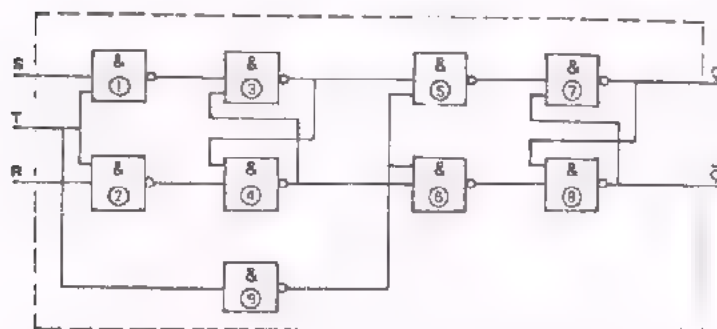 & & & &
S ① ③ ⑤ ⑦ Q
T
& & & &
R ② ④ ⑥ ⑧
&
⑨